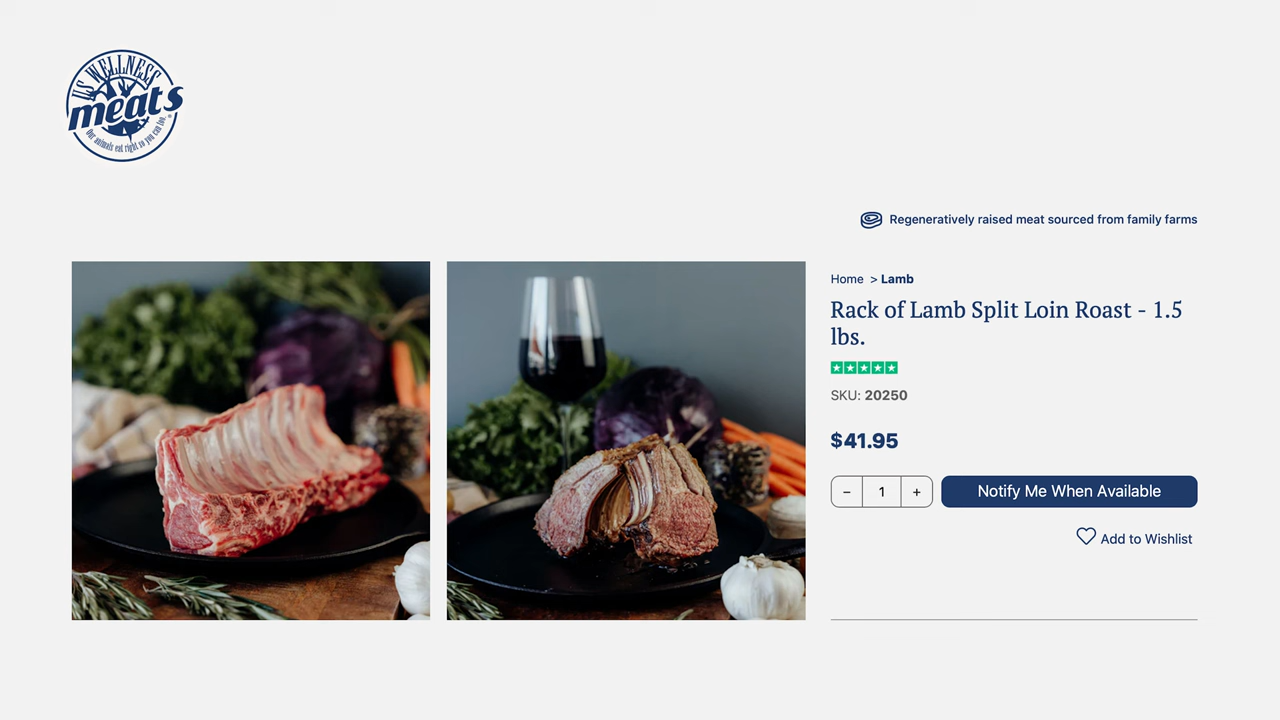 US WELLNESS
meats
Our animals eat right so you can too.
Regeneratively raised meat sourced from family farms
Home > Lamb
Rack of Lamb Split Loin Roast - 1.5
lbs.
SKU: 20250
$41.95
− 1 + Notify Me When Available
Add to Wishlist